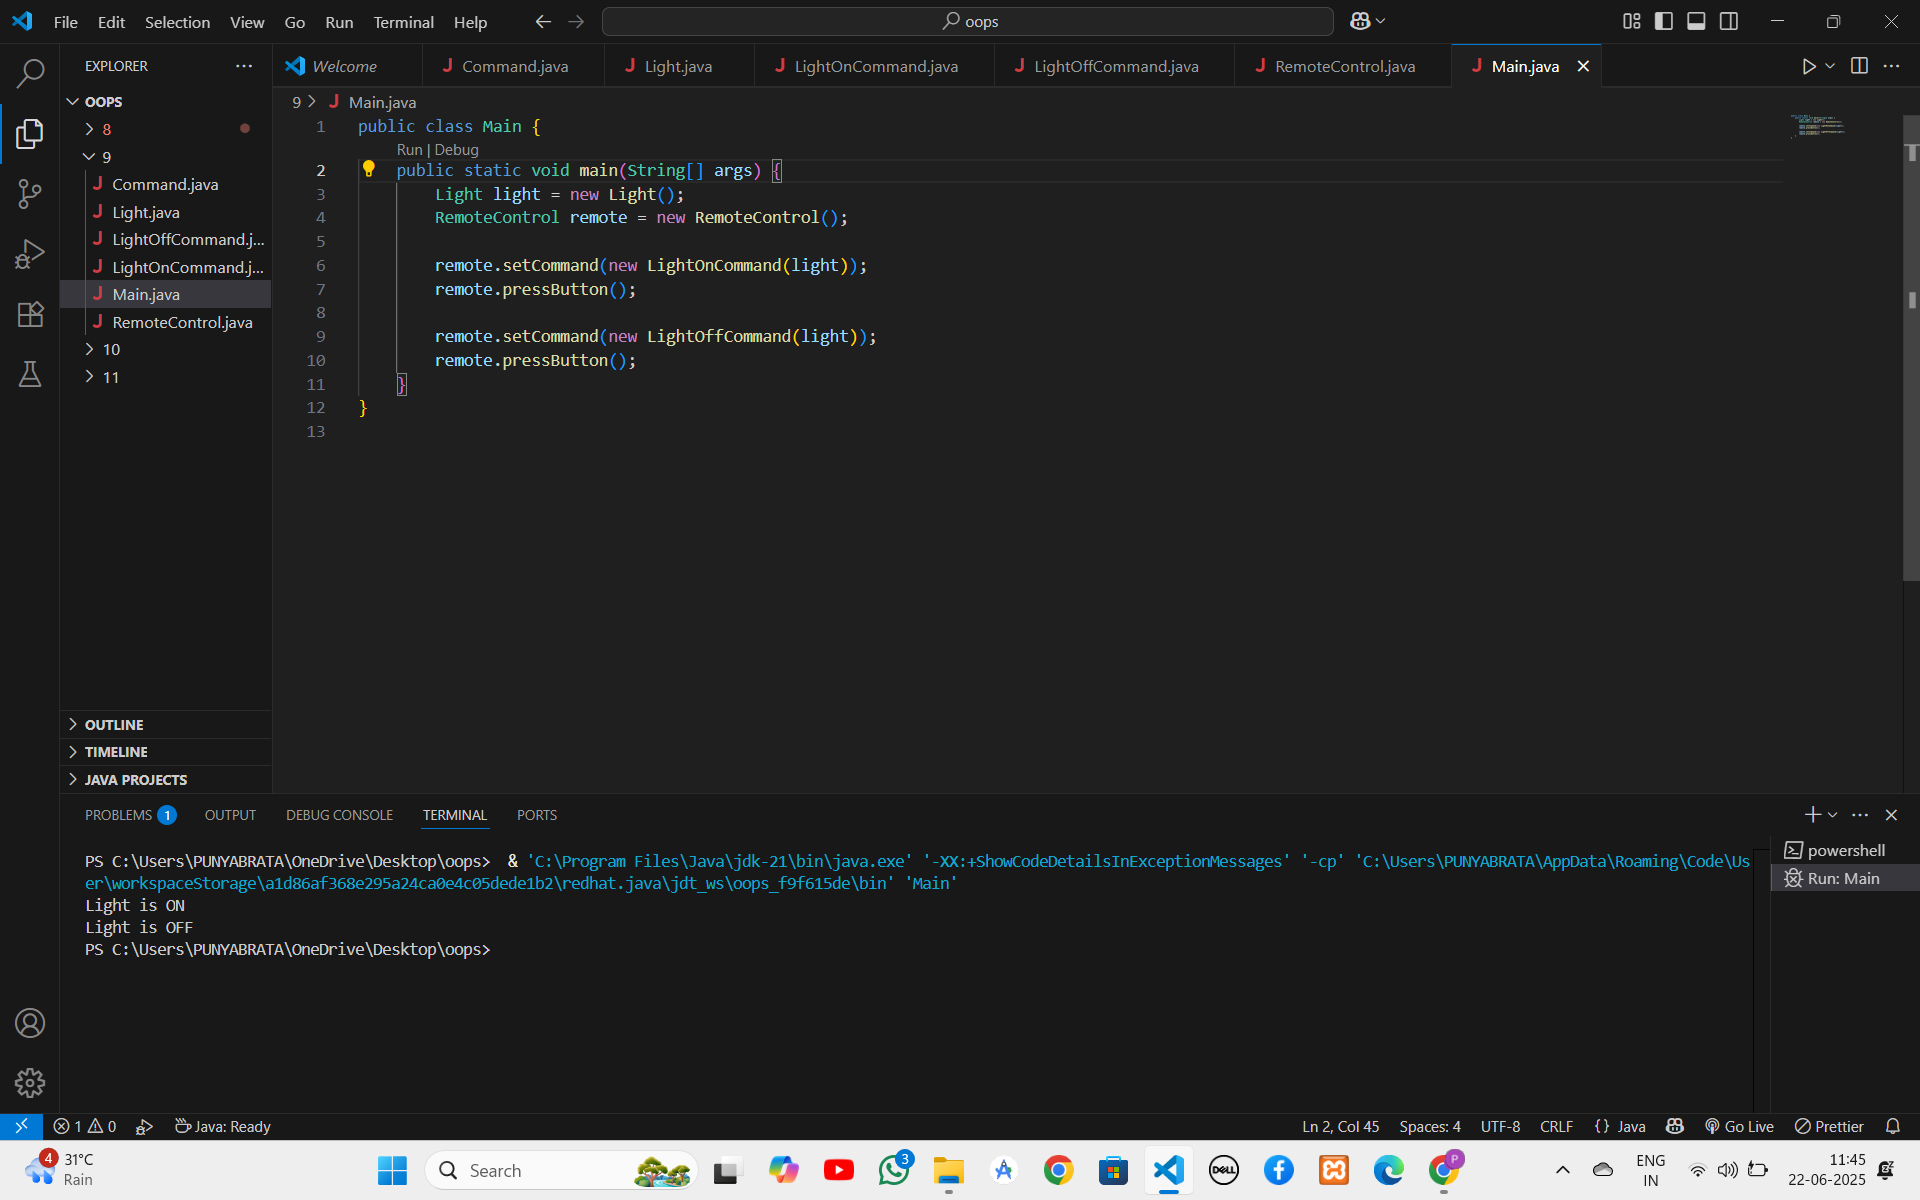 File Edit Selection View Go Run Terminal Help
oops
EXPLORER
OOPS
8
9
Command.java
Light.java
LightOffCommand.j...
LightOnCommand.j...
Main.java
RemoteControl.java
10
11
OUTLINE
TIMELINE
JAVA PROJECTS
Welcome
J Command.java
J Light.java
J LightOnCommand.java
J LightOffCommand.java
J RemoteControl.java
J Main.java
9 > J Main.java
1 public class Main {
Run | Debug
2 public static void main(String[] args) {
3 Light light = new Light();
4 RemoteControl remote = new RemoteControl();
5
6 remote.setCommand(new LightOnCommand(light));
7 remote.pressButton();
8
9 remote.setCommand(new LightOffCommand(light));
10 remote.pressButton();
11 }
12 }
13
PROBLEMS 1 OUTPUT DEBUG CONSOLE TERMINAL PORTS
PS C:\Users\PUNYABRATA\OneDrive\Desktop\oops>  & 'C:\Program Files\Java\jdk-21\bin\java.exe' '-XX:+ShowCodeDetailsInExceptionMessages' '-cp' 'C:\Users\PUNYABRATA\AppData\Roaming\Code\Us
er\workspaceStorage\a1d86af368e295a24ca0e4c05dede1b2\redhat.java\jdt_ws\oops_f9f615de\bin' 'Main'
Light is ON
Light is OFF
PS C:\Users\PUNYABRATA\OneDrive\Desktop\oops>
powershell
Run: Main
1 0 Java: Ready Ln 2, Col 45 Spaces: 4 UTF-8 CRLF {} Java Go Live Prettier
4 31°C
Rain
Search
3
DELL
P
ENG
IN
11:45
22-06-2025